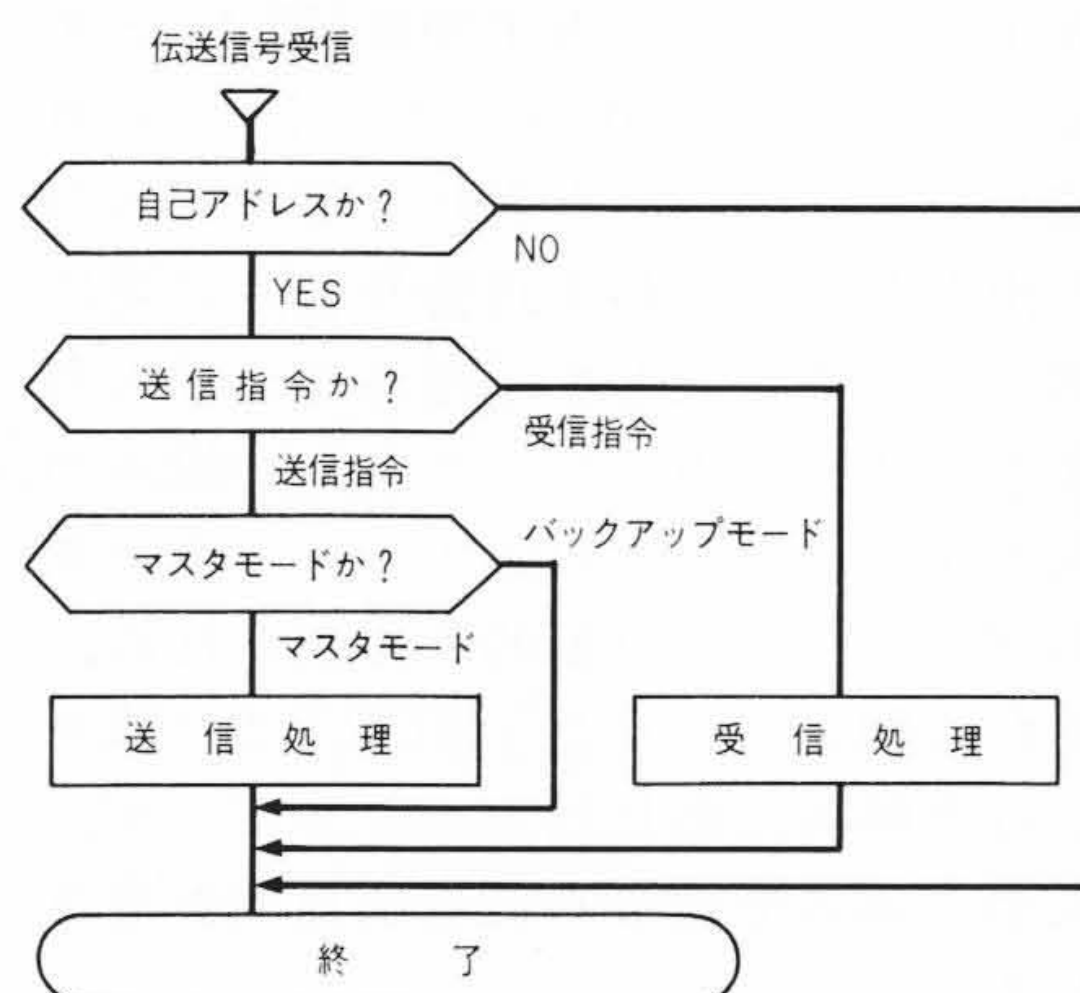 伝送信号受信
自己アドレスか?
NO
YES
送信指令か?
受信指令
送信指令
バックアップモード
マスタモードか?
マスタモード
送信処理
受信処理
終了